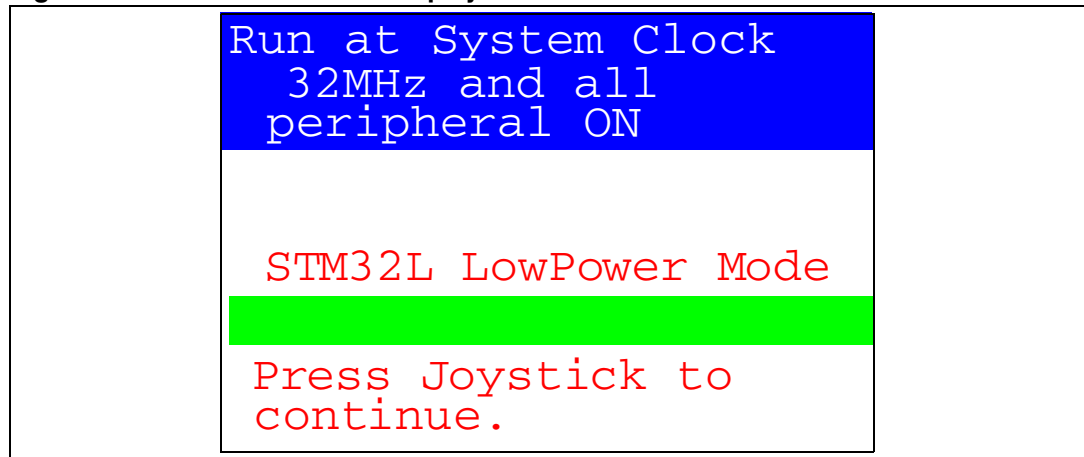 Run at System Clock
32MHz and all
peripheral ON
STM32L LowPower Mode
Press Joystick to
continue.